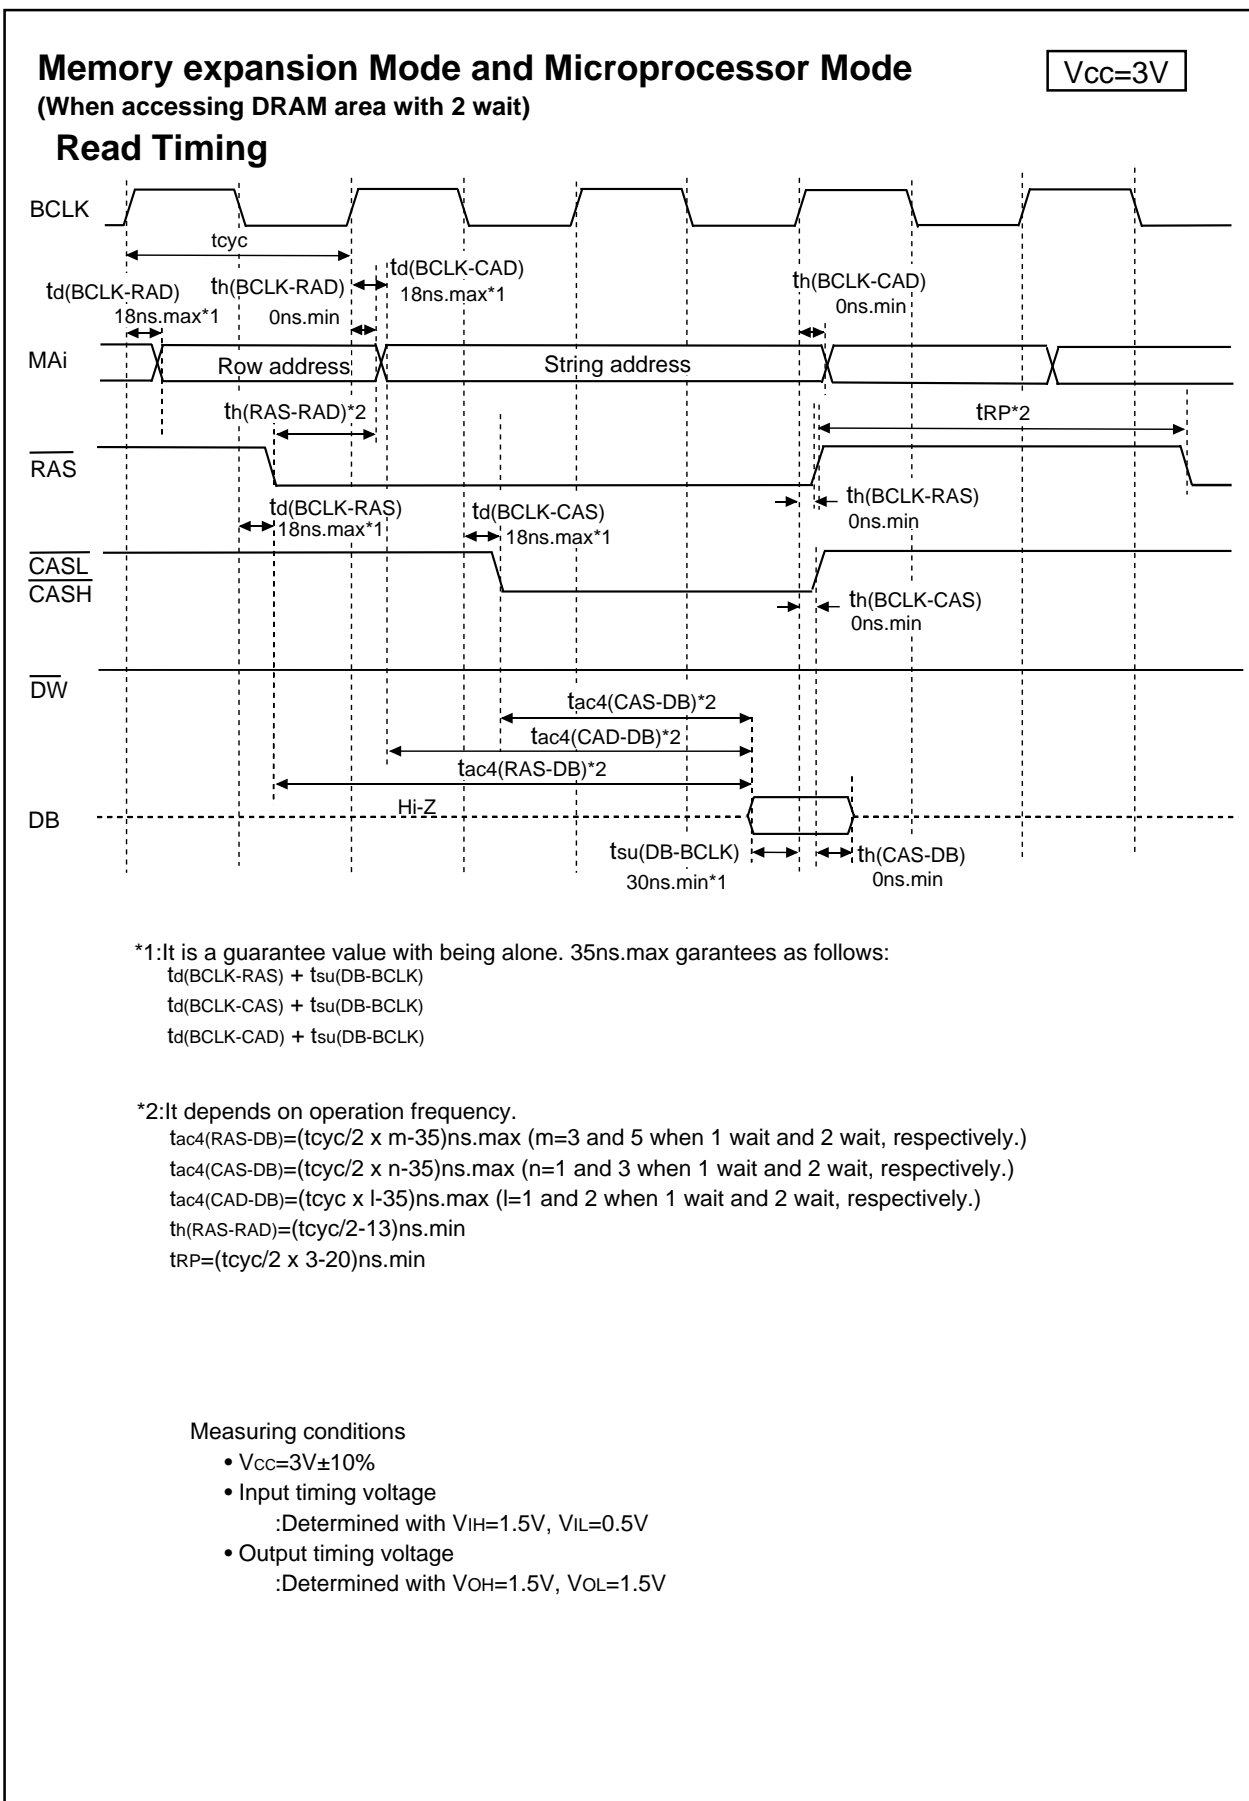 Memory expansion Mode and Microprocessor Mode
Vcc=3V
(When accessing DRAM area with 2 wait)
Read Timing
BCLK
tcyc
td(BCLK-RAD)
18ns.max*1
th(BCLK-RAD)
0ns.min
td(BCLK-CAD)
18ns.max*1
th(BCLK-CAD)
0ns.min
MAi
Row address
String address
th(RAS-RAD)*2
tRP*2
RAS
td(BCLK-RAS)
18ns.max*1
td(BCLK-CAS)
18ns.max*1
th(BCLK-RAS)
0ns.min
CASL
CASH
th(BCLK-CAS)
0ns.min
DW
tac4(CAS-DB)*2
tac4(CAD-DB)*2
tac4(RAS-DB)*2
Hi-Z
DB
tsu(DB-BCLK)
30ns.min*1
th(CAS-DB)
0ns.min
*1:It is a guarantee value with being alone. 35ns.max garantees as follows:
td(BCLK-RAS) + tsu(DB-BCLK)
td(BCLK-CAS) + tsu(DB-BCLK)
td(BCLK-CAD) + tsu(DB-BCLK)
*2:It depends on operation frequency.
tac4(RAS-DB)=(tcyc/2 x m-35)ns.max (m=3 and 5 when 1 wait and 2 wait, respectively.)
tac4(CAS-DB)=(tcyc/2 x n-35)ns.max (n=1 and 3 when 1 wait and 2 wait, respectively.)
tac4(CAD-DB)=(tcyc x l-35)ns.max (l=1 and 2 when 1 wait and 2 wait, respectively.)
th(RAS-RAD)=(tcyc/2-13)ns.min
tRP=(tcyc/2 x 3-20)ns.min
Measuring conditions
• VCC=3V±10%
• Input timing voltage
:Determined with VIH=1.5V, VIL=0.5V
• Output timing voltage
:Determined with VOH=1.5V, VOL=1.5V